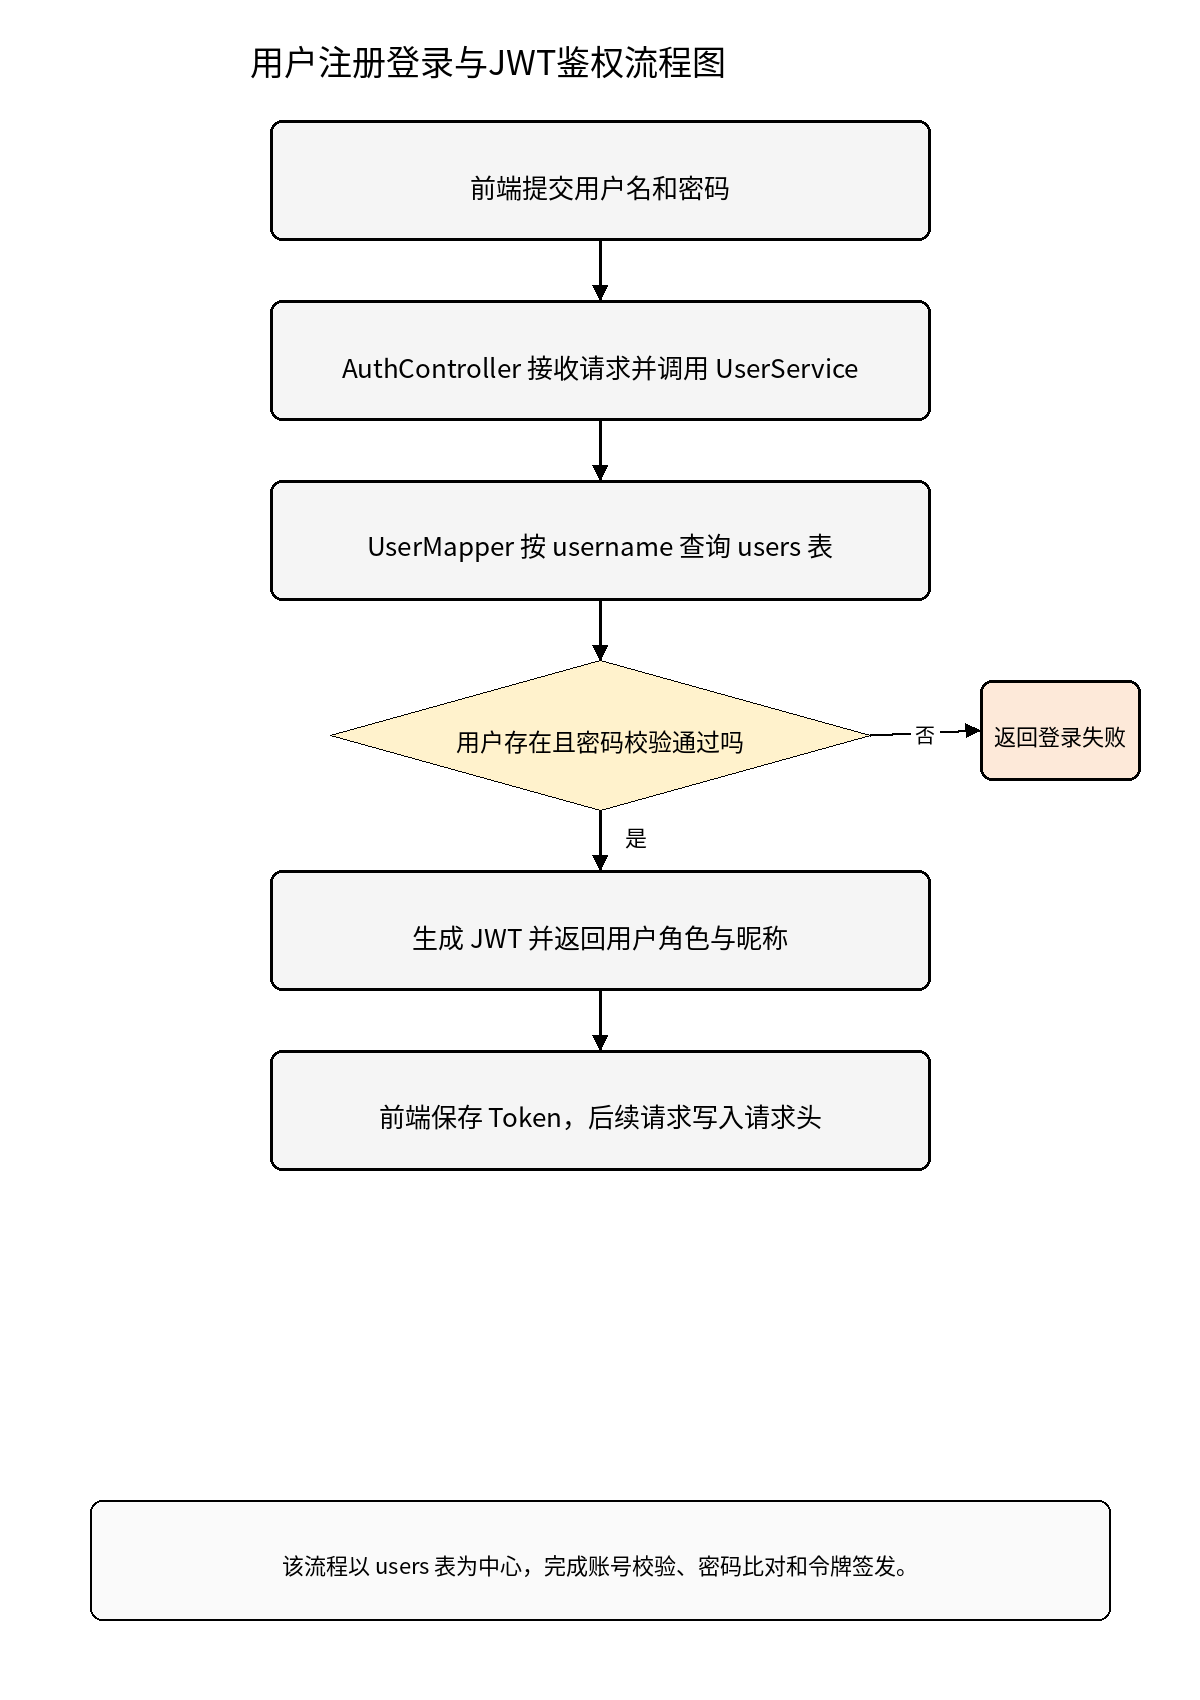 用户注册登录与JWT鉴权流程图
前端提交用户名和密码
AuthController 接收请求并调用 UserService
UserMapper 按 username 查询 users 表
用户存在且密码校验通过吗
否
返回登录失败
是
生成 JWT 并返回用户角色与昵称
前端保存 Token，后续请求写入请求头
该流程以 users 表为中心，完成账号校验、密码比对和令牌签发。